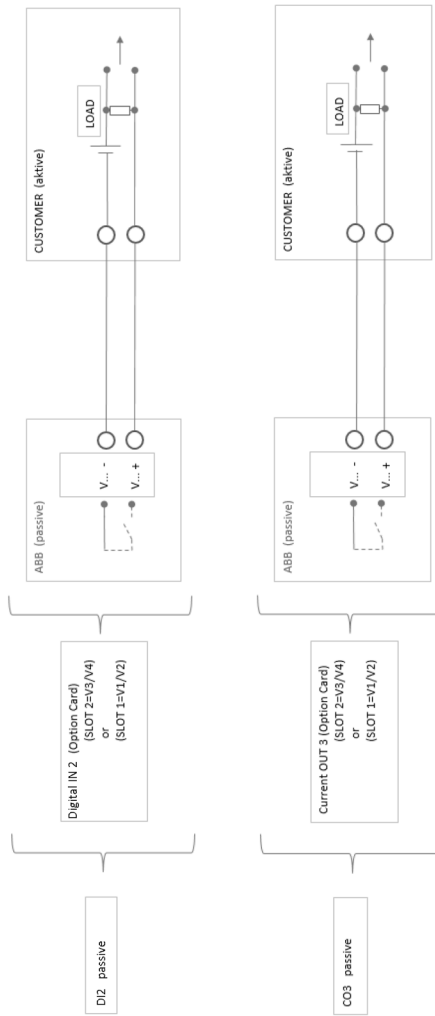 DI2 passive
Digital IN 2 (Option Card)
(SLOT 2=V3/V4)
or
(SLOT 1=V1/V2)
ABB (passive)
V... -
V... +
CUSTOMER (aktive)
LOAD
CO3 passive
Current OUT 3 (Option Card)
(SLOT 2=V3/V4)
or
(SLOT 1=V1/V2)
ABB (passive)
V... -
V... +
CUSTOMER (aktive)
LOAD